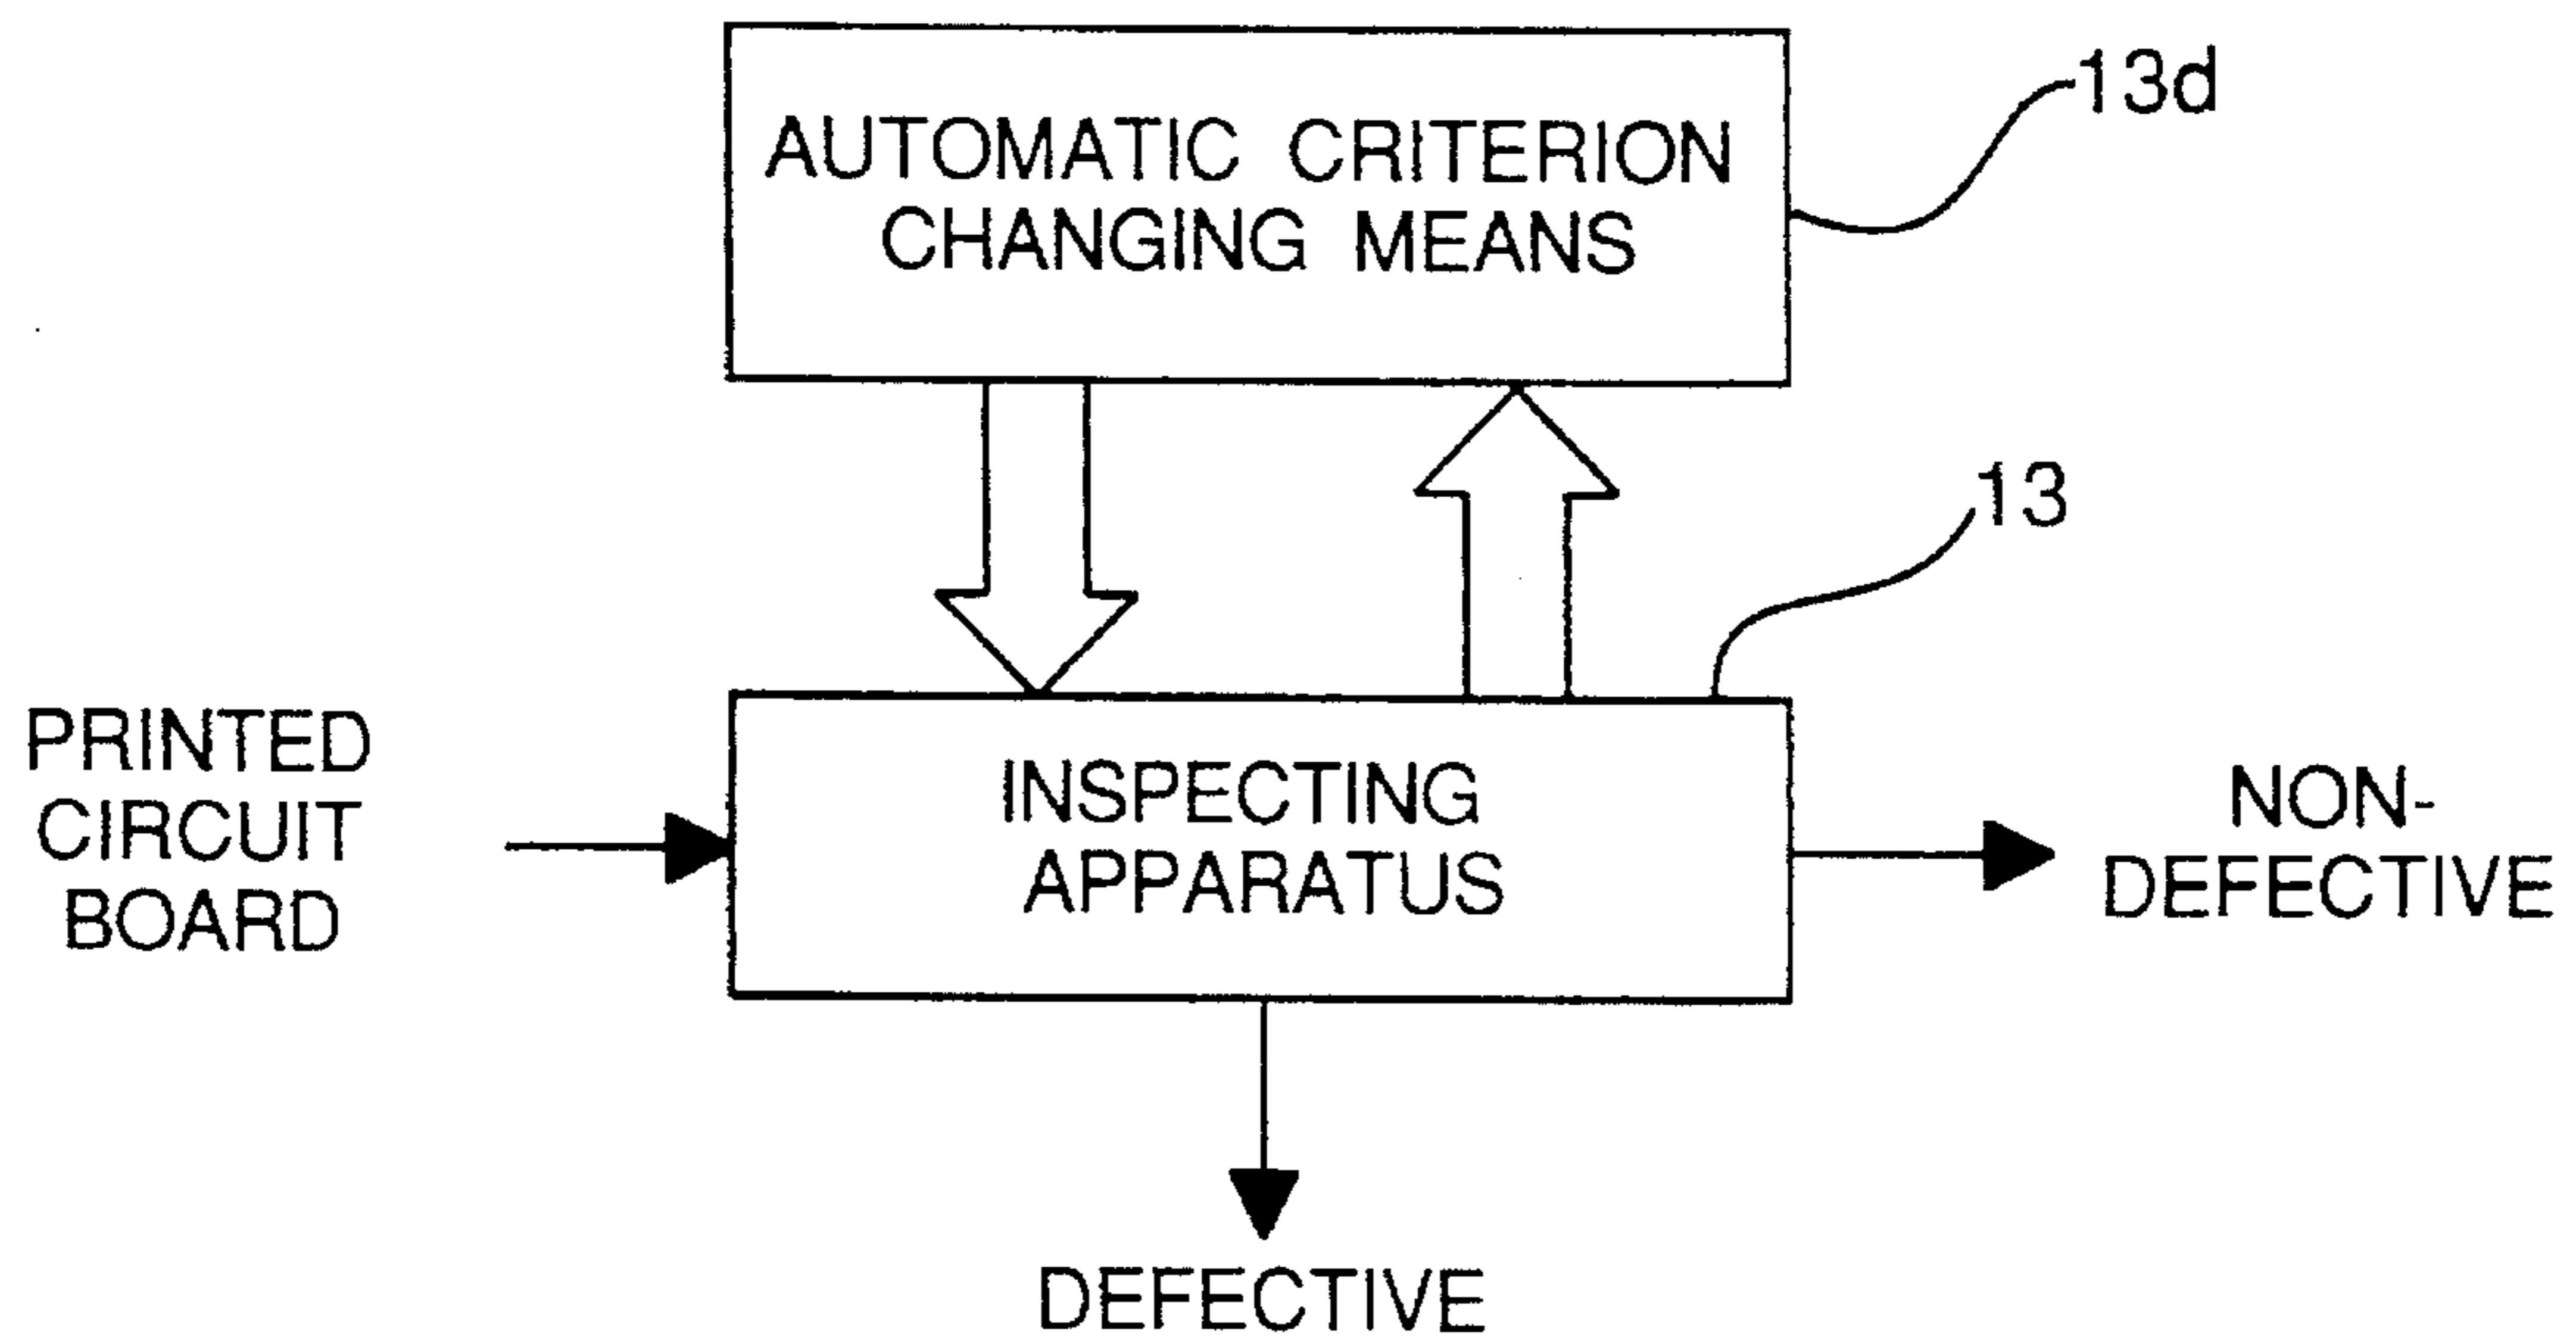 AUTOMATIC CRITERION
CHANGING MEANS
13d
13
PRINTED
CIRCUIT
BOARD
INSPECTING
APPARATUS
NON-
DEFECTIVE
DEFECTIVE